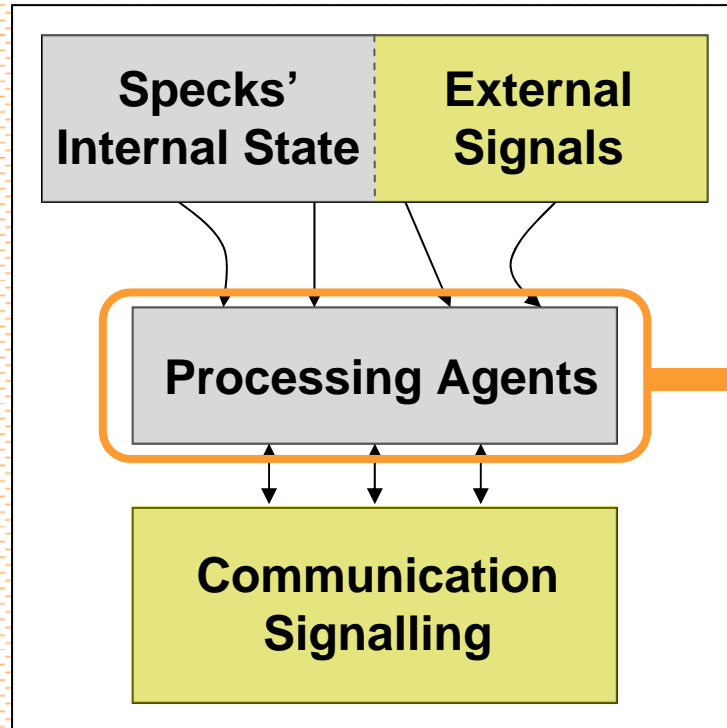 Specks’
Internal State
External
Signals
Processing Agents
Communication
Signalling